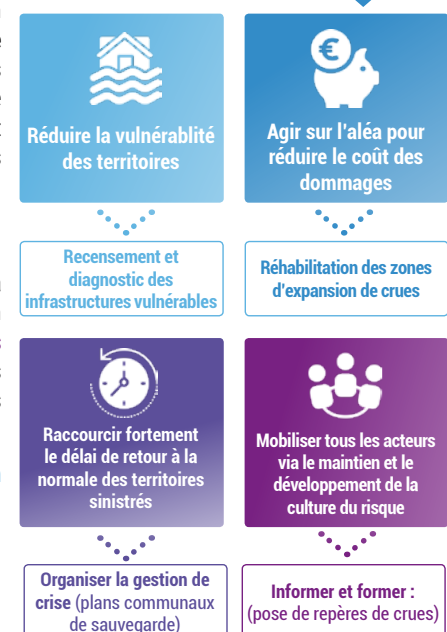 Réduire la vulnérablité
des territoires
Recensement et
diagnostic des
infrastructures vulnérables
€
Agir sur l'aléa pour
réduire le coût des
dommages
Réhabilitation des zones
d'expansion de crues
Raccourcir fortement
le délai de retour à la
normale des territoires
sinistrés
Organiser la gestion de
crise (plans communaux
de sauvegarde)
Mobiliser tous les acteurs
via le maintien et le
développement de la
culture du risque
Informer et former :
(pose de repères de crues)